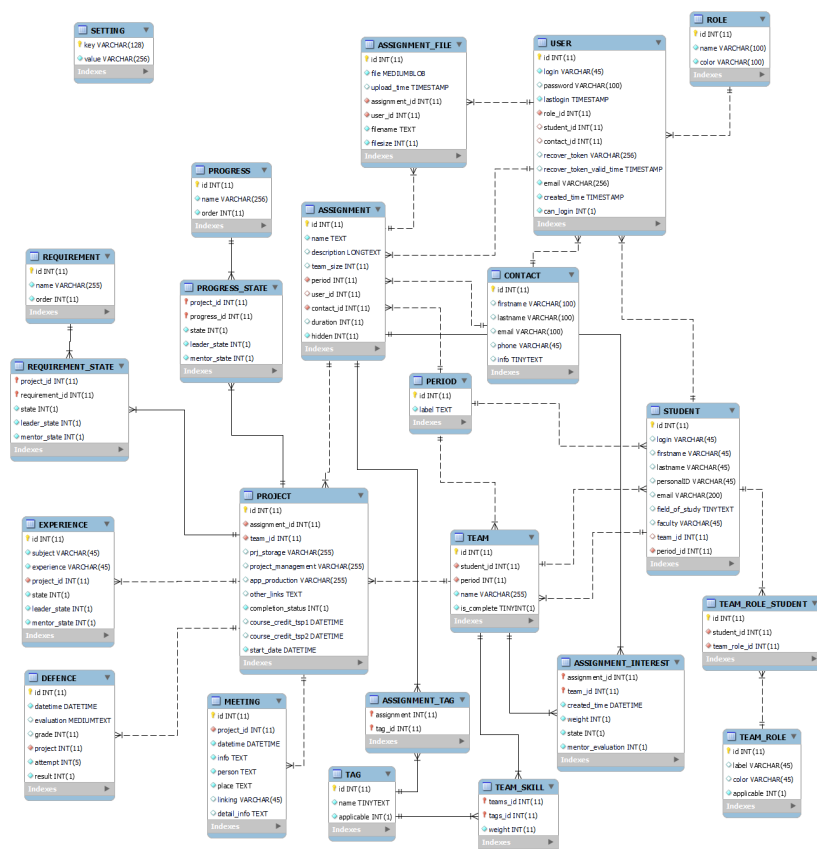 SETTING
key VARCHAR(128)
value VARCHAR(256)
Indexes
ASSIGNMENT_FILE
id INT(11)
file MEDIUMBLOB
upload_time TIMESTAMP
assignment_id INT(11)
user_id INT(11)
filename TEXT
filesize INT(11)
Indexes
USER
id INT(11)
login VARCHAR(45)
password VARCHAR(100)
lastlogin TIMESTAMP
role_id INT(11)
student_id INT(11)
contact_id INT(11)
recover_token VARCHAR(256)
recover_token_valid_time TIMESTAMP
email VARCHAR(256)
created_time TIMESTAMP
can_login INT(1)
Indexes
ROLE
id INT(11)
name VARCHAR(100)
color VARCHAR(100)
Indexes
PROGRESS
id INT(11)
name VARCHAR(256)
order INT(11)
Indexes
ASSIGNMENT
id INT(11)
name TEXT
description LONGTEXT
team_size INT(11)
period INT(11)
user_id INT(11)
contact_id INT(11)
duration INT(11)
hidden INT(11)
Indexes
REQUIREMENT
id INT(11)
name VARCHAR(255)
order INT(11)
Indexes
PROGRESS_STATE
project_id INT(11)
progress_id INT(11)
state INT(1)
leader_state INT(1)
mentor_state INT(1)
Indexes
CONTACT
id INT(11)
firstname VARCHAR(100)
lastname VARCHAR(100)
email VARCHAR(100)
phone VARCHAR(45)
info TINYTEXT
Indexes
REQUIREMENT_STATE
project_id INT(11)
requirement_id INT(11)
state INT(1)
leader_state INT(1)
mentor_state INT(1)
Indexes
PERIOD
id INT(11)
label TEXT
Indexes
STUDENT
id INT(11)
login VARCHAR(45)
firstname VARCHAR(45)
lastname VARCHAR(45)
personalID VARCHAR(45)
email VARCHAR(200)
field_of_study TINYTEXT
faculty VARCHAR(45)
team_id INT(11)
period_id INT(11)
Indexes
PROJECT
id INT(11)
assignment_id INT(11)
team_id INT(11)
prj_storage VARCHAR(255)
project_management VARCHAR(255)
app_production VARCHAR(255)
other_links TEXT
completion_status INT(1)
course_credit_tsp1 DATETIME
course_credit_tsp2 DATETIME
start_date DATETIME
Indexes
EXPERIENCE
id INT(11)
subject VARCHAR(45)
experience VARCHAR(45)
project_id INT(11)
state INT(1)
leader_state INT(1)
mentor_state INT(1)
Indexes
TEAM
id INT(11)
student_id INT(11)
period INT(11)
name VARCHAR(255)
is_complete TINYINT(1)
Indexes
TEAM_ROLE_STUDENT
id INT(11)
student_id INT(11)
team_role_id INT(11)
Indexes
DEFENCE
id INT(11)
datetime DATETIME
evaluation MEDIUMTEXT
grade INT(11)
project INT(11)
attempt INT(5)
result INT(1)
Indexes
MEETING
id INT(11)
project_id INT(11)
datetime DATETIME
info TEXT
person TEXT
place TEXT
linking VARCHAR(45)
detail_info TEXT
Indexes
ASSIGNMENT_TAG
assignment INT(11)
tag_id INT(11)
Indexes
ASSIGNMENT_INTEREST
assignment_id INT(11)
team_id INT(11)
created_time DATETIME
weight INT(1)
state INT(1)
mentor_evaluation INT(1)
Indexes
TEAM_ROLE
id INT(11)
label VARCHAR(45)
color VARCHAR(45)
applicable INT(1)
Indexes
TAG
id INT(11)
name TINYTEXT
applicable INT(1)
Indexes
TEAM_SKILL
teams_id INT(11)
tags_id INT(11)
weight INT(11)
Indexes